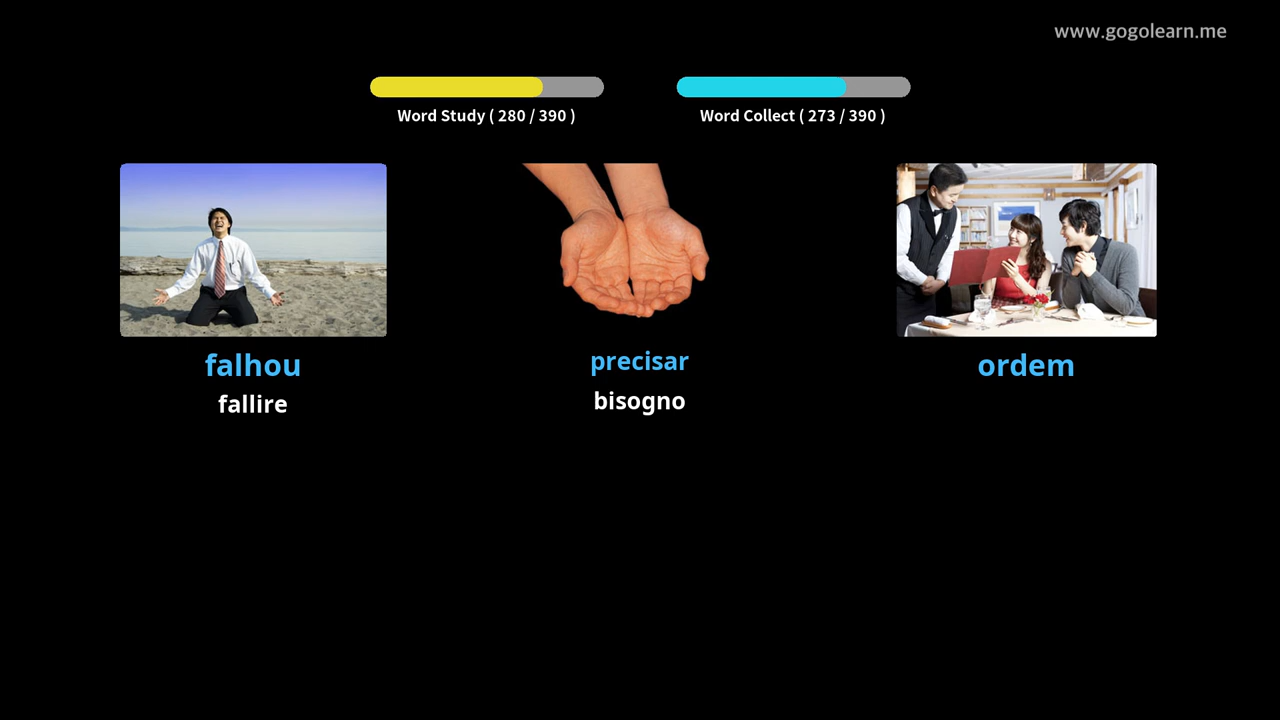 www.gogolearn.me
Word Study ( 280 / 390 )
Word Collect ( 273 / 390 )
falhou
fallire
precisar
bisogno
ordem